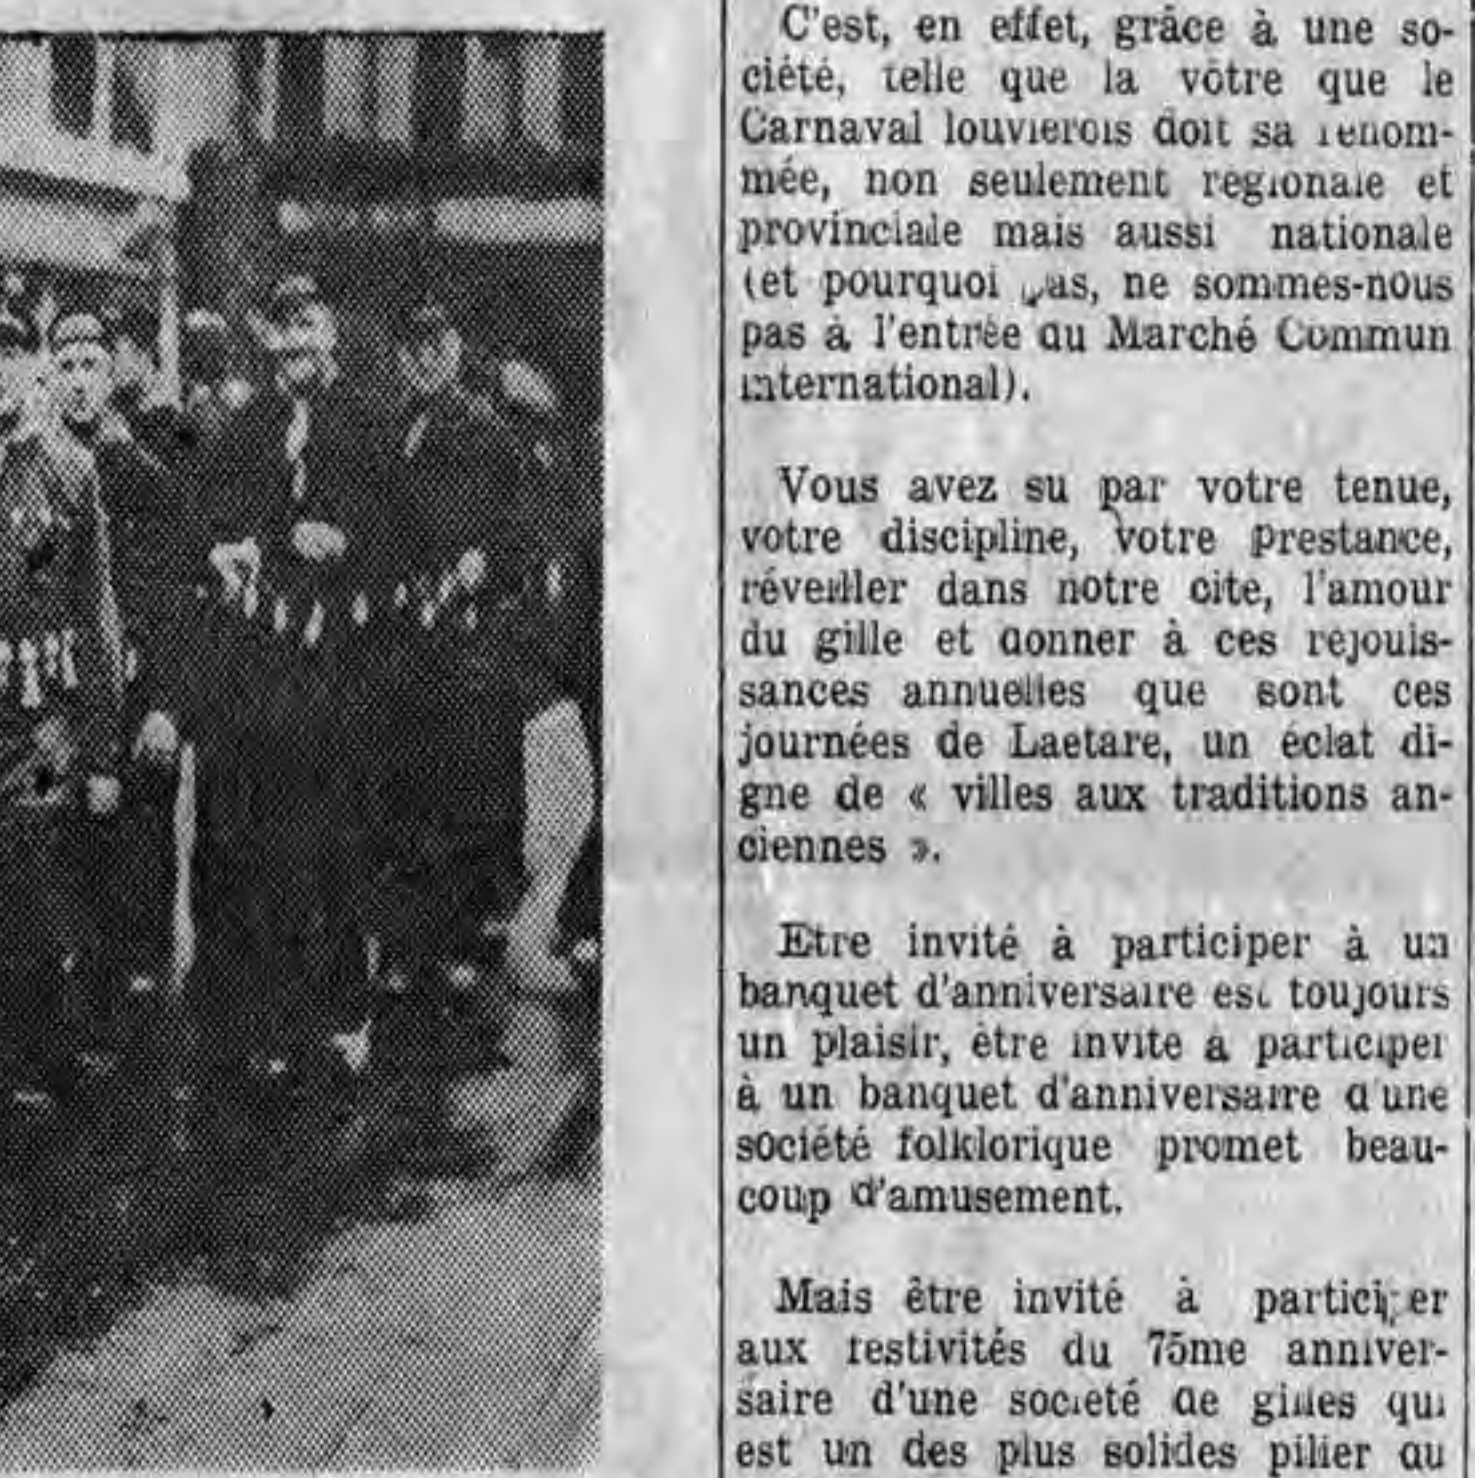 C'est, en effet, grâce à une so-
ciété, telle que la vôtre que le
Carnaval louvierois doit sa renom-
mée, non seulement regionale et
provinciale mais aussi nationale
(et pourquoi pas, ne sommes-nous
pas à l'entrée du Marché Commun
international).
Vous avez su par votre tenue,
votre discipline, votre prestance,
réveiller dans notre cite, l'amour
du gille et donner à ces rejouis-
sances annuelles que sont ces
journées de Laetare, un éclat di-
gne de « villes aux traditions an-
ciennes ».
Etre invité à participer à un
banquet d'anniversaire est toujours
un plaisir, être invite à participer
à un banquet d'anniversaire d'une
société folklorique promet beau-
coup d'amusement.
Mais être invité à participer
aux festivités du 75me anniver-
saire d'une societé de gilles qui
est un des plus solides pilier du